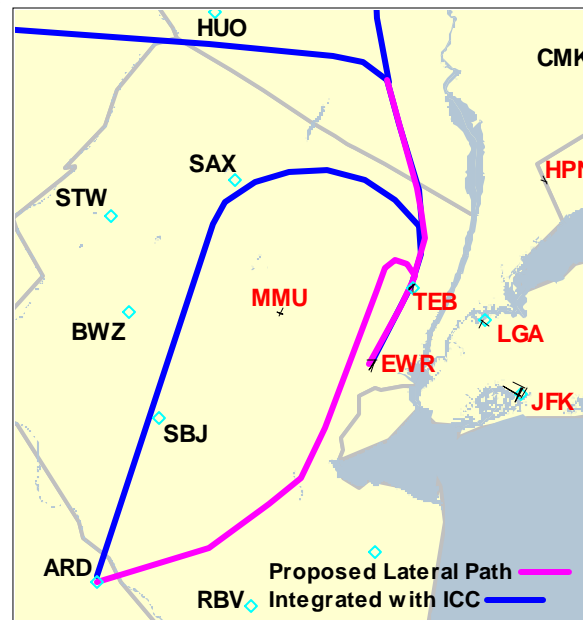 HUO
CMK
HPN
SAX
STW
MMU
TEB
BWZ
LGA
EWR
JFK
SBJ
ARD
Proposed Lateral Path
RBV
Integrated with ICC